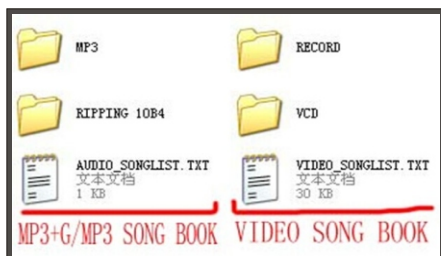 MP3
RECORD
RIPPING 10B4
VCD
AUDIO_SONGLIST.TXT
文本文档
1 KB
VIDEO_SONGLIST.TXT
文本文档
30 KB
MP3+G/MP3 SONG BOOK
VIDEO SONG BOOK